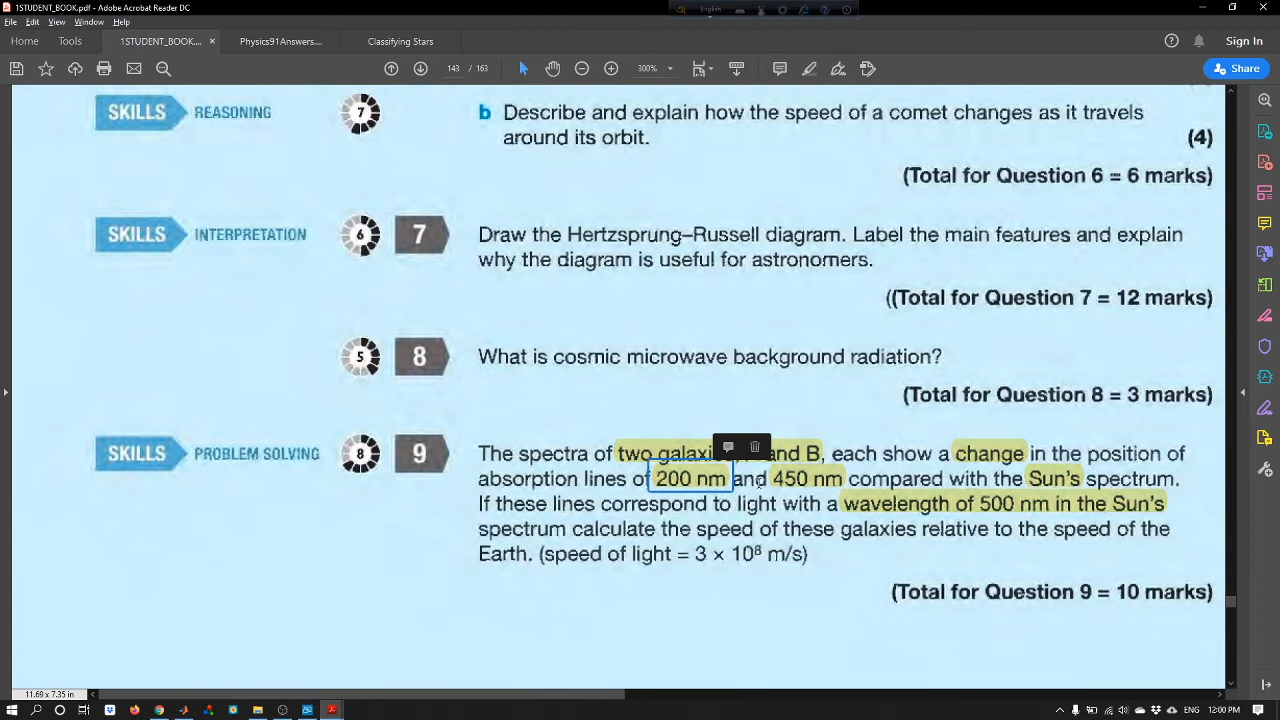 1STUDENT_BOOK.pdf - Adobe Acrobat Reader DC
English
File Edit View Sign Window Help
Home Tools 1STUDENT_BOOK.... × Physics91Answers.... Classifying Stars Sign In
143 / 163 300% Share
SKILLS REASONING 7 b Describe and explain how the speed of a comet changes as it travels
around its orbit. (4)
(Total for Question 6 = 6 marks)
SKILLS INTERPRETATION 6 7 Draw the Hertzsprung–Russell diagram. Label the main features and explain
why the diagram is useful for astronomers.
((Total for Question 7 = 12 marks)
5 8 What is cosmic microwave background radiation?
(Total for Question 8 = 3 marks)
SKILLS PROBLEM SOLVING 8 9 The spectra of two galaxies and B, each show a change in the position of
absorption lines of 200 nm and 450 nm compared with the Sun's spectrum.
If these lines correspond to light with a wavelength of 500 nm in the Sun's
spectrum calculate the speed of these galaxies relative to the speed of the
Earth. (speed of light = 3 × 10⁸ m/s)
(Total for Question 9 = 10 marks)
11.69 x 7.35 in
12:00 PM